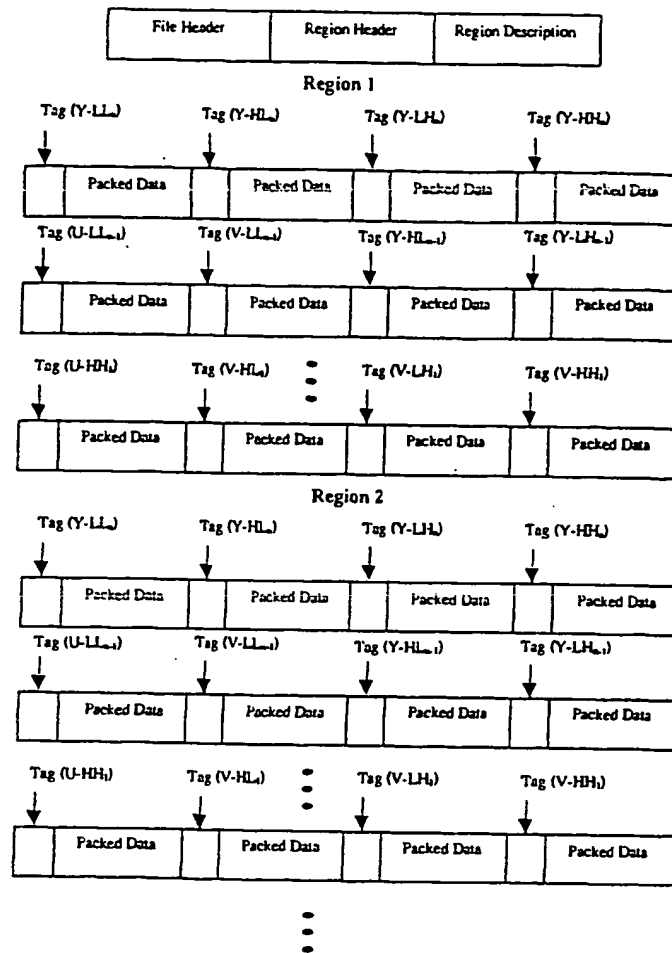 File Header Region Header Region Description
Region 1
Tag (Y-LLₙ) Tag (Y-HLₙ) Tag (Y-LHₙ) Tag (Y-HHₙ)
Packed Data Packed Data Packed Data Packed Data
Tag (U-LLₙ₋₁) Tag (V-LLₙ₋₁) Tag (Y-HLₙ₋₁) Tag (Y-LHₙ₋₁)
Packed Data Packed Data Packed Data Packed Data
Tag (U-HH₁) Tag (V-HL₁) Tag (V-LH₁) Tag (V-HH₁)
Packed Data Packed Data Packed Data Packed Data
Region 2
Tag (Y-LLₙ) Tag (Y-HLₙ) Tag (Y-LHₙ) Tag (Y-HHₙ)
Packed Data Packed Data Packed Data Packed Data
Tag (U-LLₙ₋₁) Tag (V-LLₙ₋₁) Tag (Y-HLₙ₋₁) Tag (Y-LHₙ₋₁)
Packed Data Packed Data Packed Data Packed Data
Tag (U-HH₁) Tag (V-HL₁) Tag (V-LH₁) Tag (V-HH₁)
Packed Data Packed Data Packed Data Packed Data